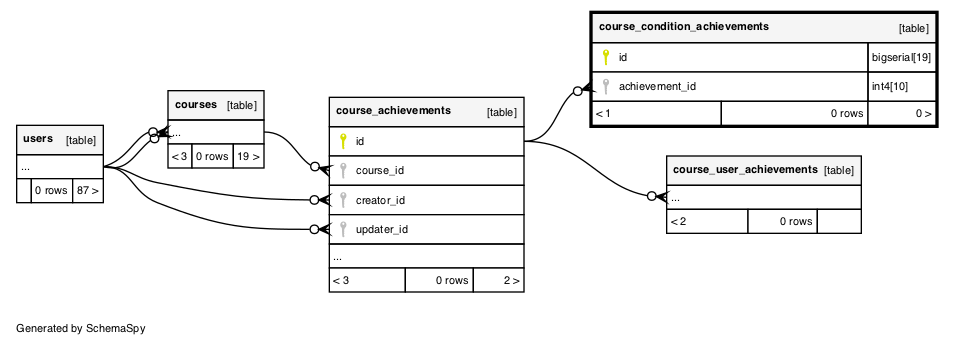 course_condition_achievements [table]
id bigserial[19]
achievement_id int4[10]
< 1 0 rows 0 >
courses [table]
...
< 3 0 rows 19 >
users [table]
...
0 rows 87 >
course_achievements [table]
id
course_id
creator_id
updater_id
...
< 3 0 rows 2 >
course_user_achievements [table]
...
< 2 0 rows
Generated by SchemaSpy